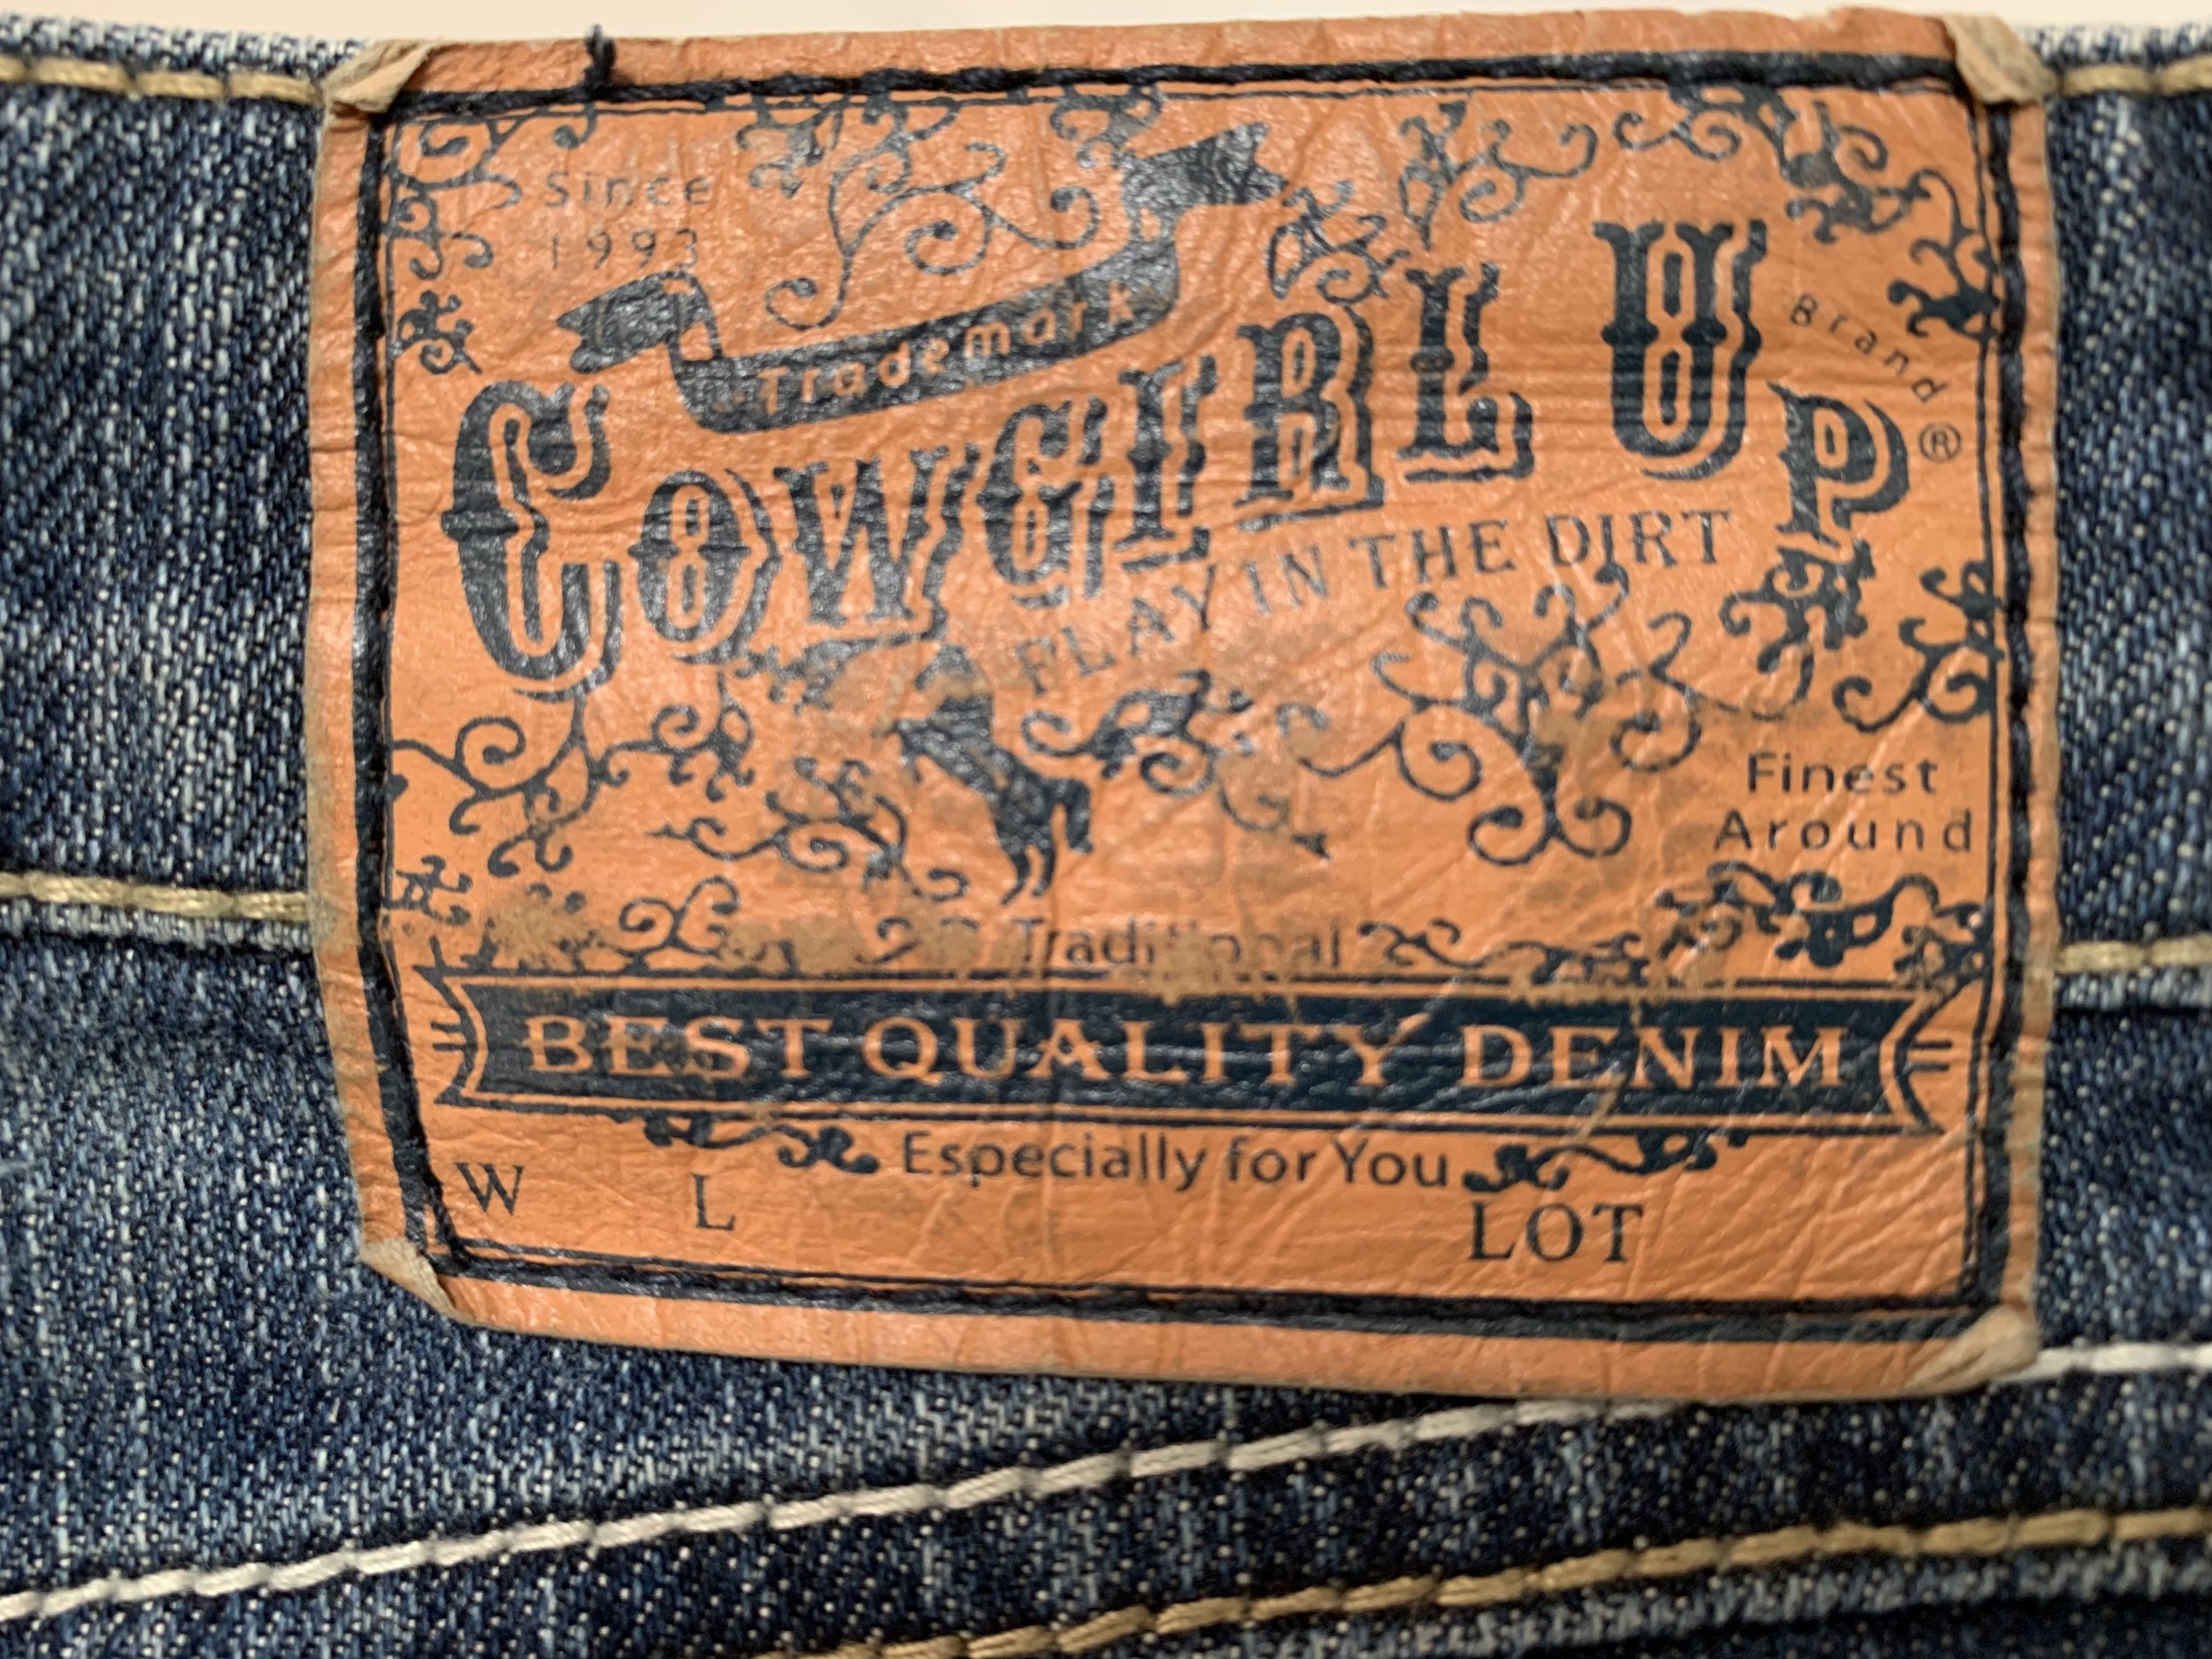 Since
1993
Trademark
COWGIRL UP
Brand
®
PLAY IN THE DIRT
Finest
Around
Traditional
BEST QUALITY DENIM
Especially for You
W L LOT